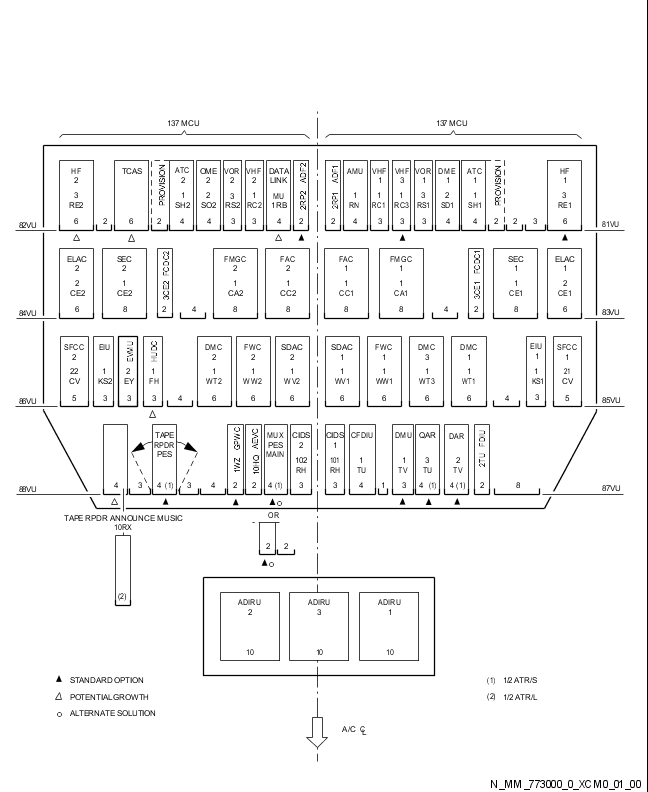 137 MCU 137 MCU
HF 2 3 RE2 6
2
TCAS 6
PROVISION 2
ATC 2 1 SH2 4
OME 2 2 SO2 4
VOR 2 3 RS2 3
VHF 2 1 RC2 3
DATA LINK MU 1RB 4
2RP2 ADF2 2
2RP1 ADF1 2
AMU 1 RN 4
VHF 1 1 RC1 3
VHF 3 1 RC3 3
VOR 1 1 RS1 3
DME 1 2 SD1 4
ATC 1 1 SH1 4
PROVISION 2
2
3
HF 1 3 RE1 6
82VU 81VU
ELAC 2 2 CE2 6
SEC 2 1 CE2 8
3CE2 FCDC2 2
4
FMGC 2 1 CA2 8
FAC 2 2 CC2 8
FAC 1 1 CC1 8
FMGC 1 1 CA1 8
4
3CE1 FCDC1 2
SEC 1 1 CE1 8
ELAC 1 2 CE1 6
84VU 83VU
SFCC 2 22 CV 5
EIU 1 KS2 3
EVMU 2 EY 3
HUDC 1 FH 3
4
DMC 2 2 WT2 6
FWC 2 2 WW2 6
SDAC 2 2 WV2 6
SDAC 1 1 WV1 6
FWC 1 1 WW1 6
DMC 3 1 WT3 6
DMC 1 1 WT1 6
4
EIU 1 1 KS1 3
SFCC 1 21 CV 5
86VU 85VU
4
3
TAPE RPDR PES 4 (1)
3
4
1WZ GPWC 2
10HQ AEVC 2
MUX PES MAIN 4 (1)
CIDS 2 102 RH 3
CIDS 1 101 RH 3
CFDIU 1 TU 4
1
DMU 1 TV 3
QAR 3 TU 4 (1)
DAR 2 TV 4 (1)
2TU FDIU 2
8
88VU 87VU
TAPE RPDR ANNOUNCE MUSIC
10RX
OR
2 2
(2)
ADIRU 2 10
ADIRU 3 10
ADIRU 1 10
STANDARD OPTION
POTENTIAL GROWTH
ALTERNATE SOLUTION
(1) 1/2 ATR/S
(2) 1/2 ATR/L
A/C ℄
N_MM_773000_0_XCM0_01_00